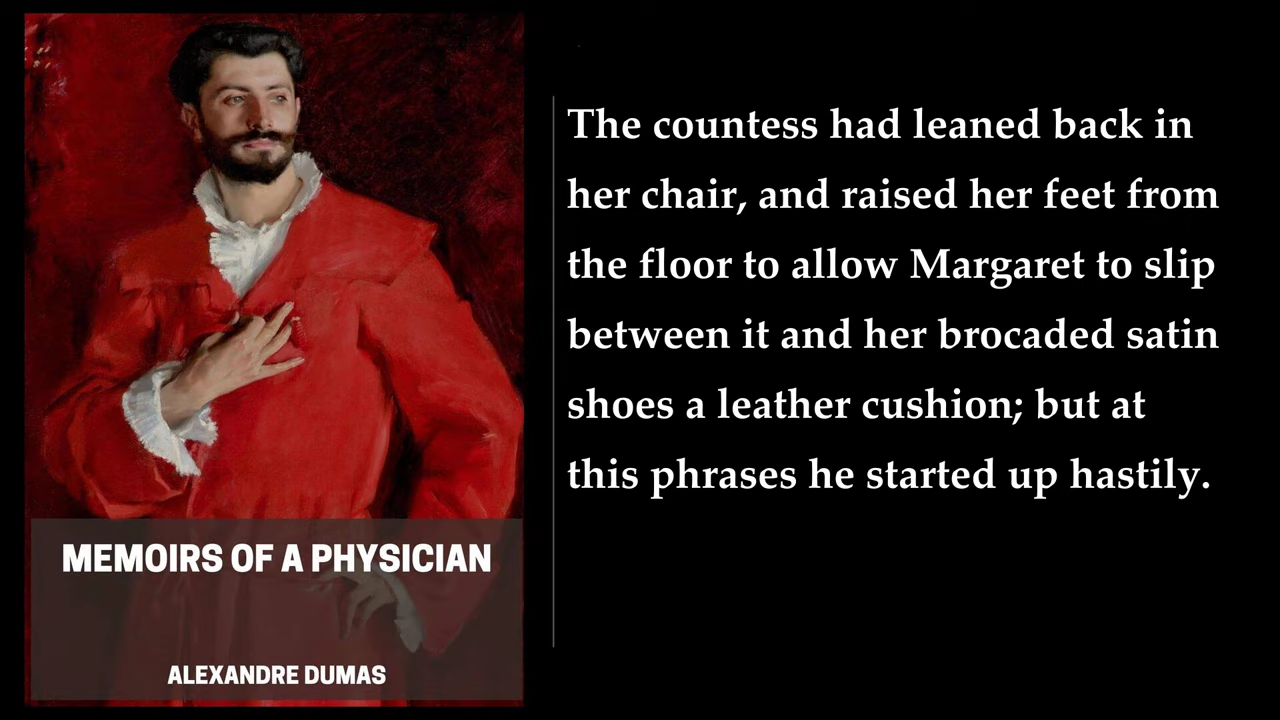 The countess had leaned back in
her chair, and raised her feet from
the floor to allow Margaret to slip
between it and her brocaded satin
shoes a leather cushion; but at
this phrases he started up hastily.
MEMOIRS OF A PHYSICIAN
ALEXANDRE DUMAS